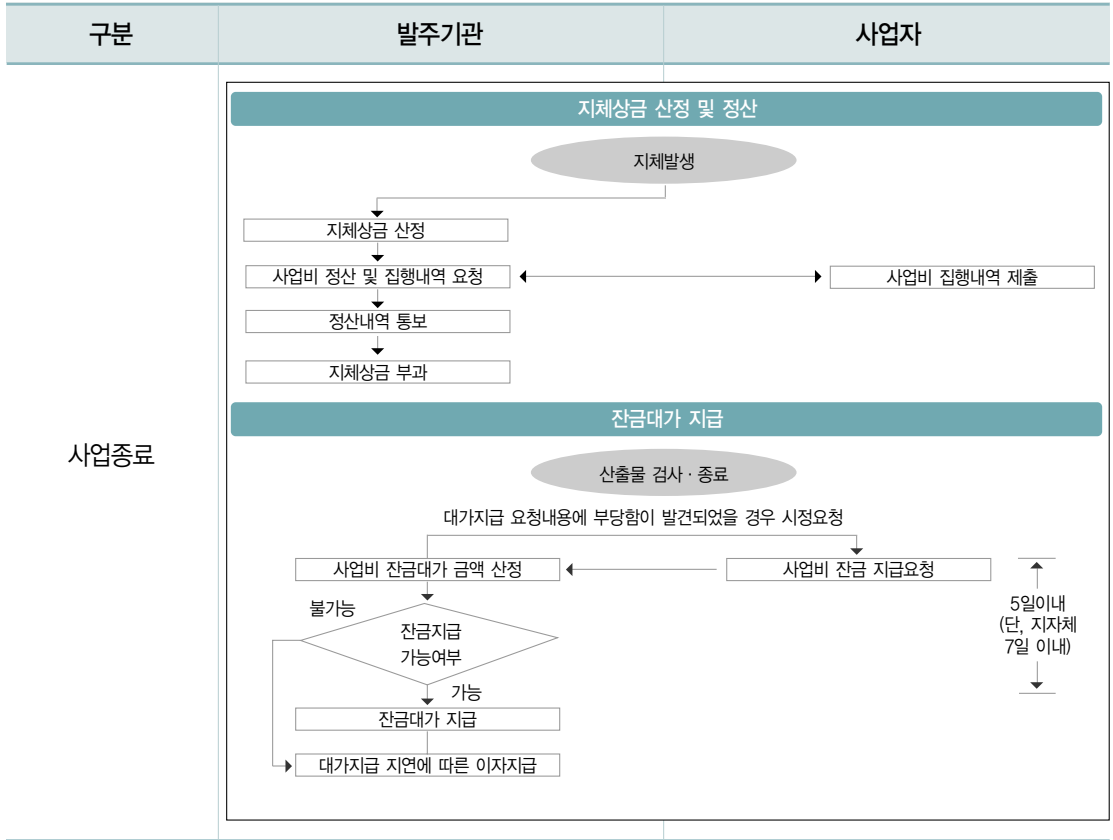 구분
발주기관
사업자
사업종료
지체상금 산정 및 정산
지체발생
지체상금 산정
사업비 정산 및 집행내역 요청
사업비 집행내역 제출
정산내역 통보
지체상금 부과
잔금대가 지급
산출물 검사 · 종료
대가지급 요청내용에 부당함이 발견되었을 경우 시정요청
사업비 잔금대가 금액 산정
사업비 잔금 지급요청
불가능
잔금지급
가능여부
5일이내
(단, 지자체
7일 이내)
가능
잔금대가 지급
대가지급 지연에 따른 이자지급